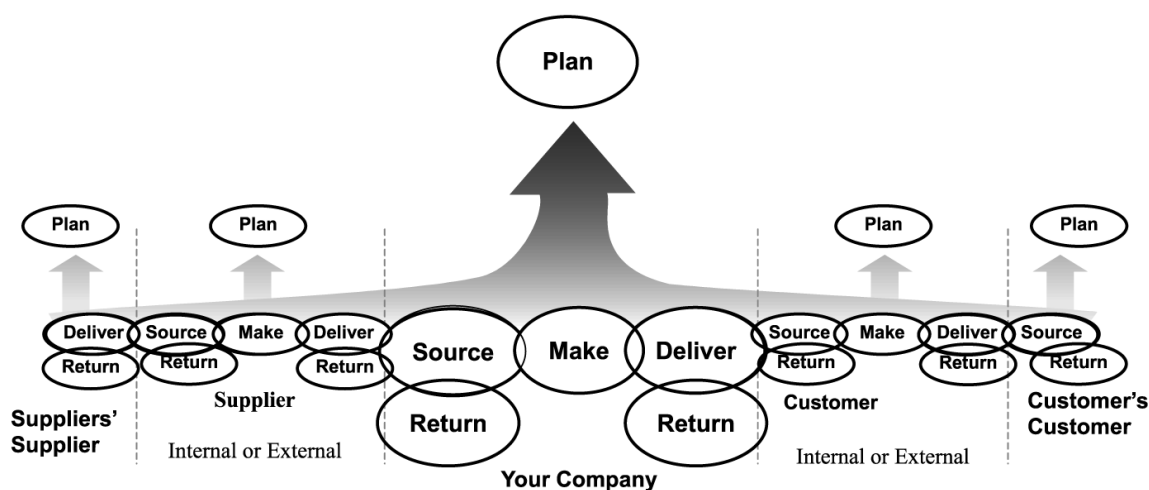 Plan
Plan
Plan
Plan
Plan
Deliver
Source
Make
Deliver
Source
Make
Deliver
Source
Make
Deliver
Source
Return
Return
Return
Return
Return
Return
Return
Return
Suppliers'
Supplier
Supplier
Internal or External
Your Company
Customer
Internal or External
Customer's
Customer